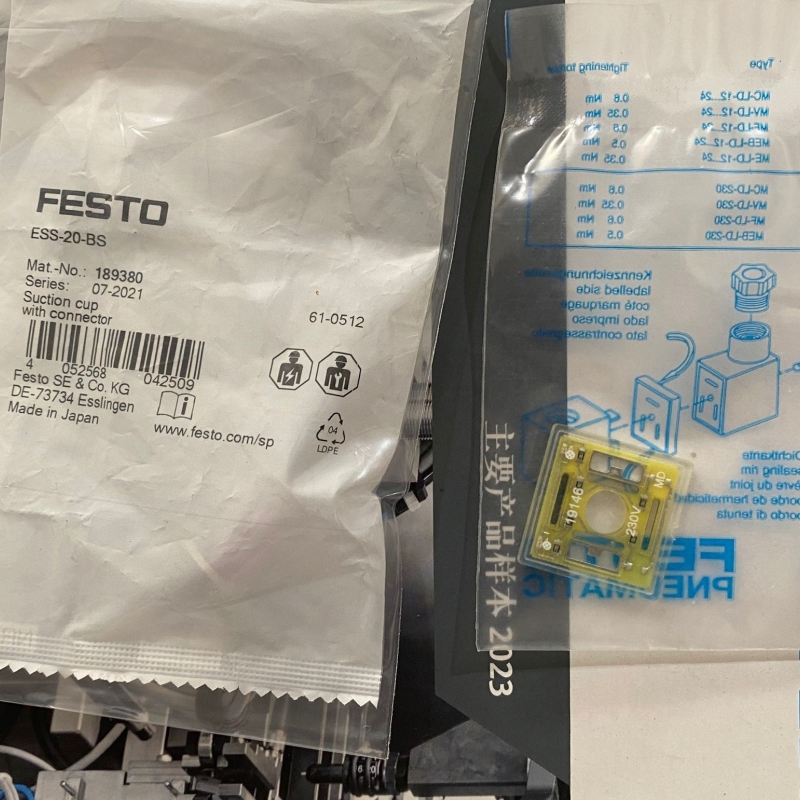 FESTO
ESS-20-BS
Mat.-No.: 189380
Series: 07-2021
Suction cup
with connector
61-0512
4 052568 042509
Festo SE & Co. KG
DE-73734 Esslingen
Made in Japan
www.festo.com/sp
04
LDPE
Type Tightening torque
MC-LD-12..24 0.6 Nm
MV-LD-12..24 0.35 Nm
MF-LD-12..24 0.6 Nm
MEB-LD-12..24 0.5 Nm
ME-LD-12..24 0.35 Nm
MC-LD-230 0.6 Nm
MV-LD-230 0.35 Nm
MF-LD-230 0.6 Nm
MEB-LD-230 0.5 Nm
labelled side
coté marquage
lado impreso
lato contrassegnato
Dichtkante
sealing rim
lèvre du joint
borde de hermeticidad
bordo di tenuta
PNEUMATIC
19146
230V
MD
主要产品样本 2023